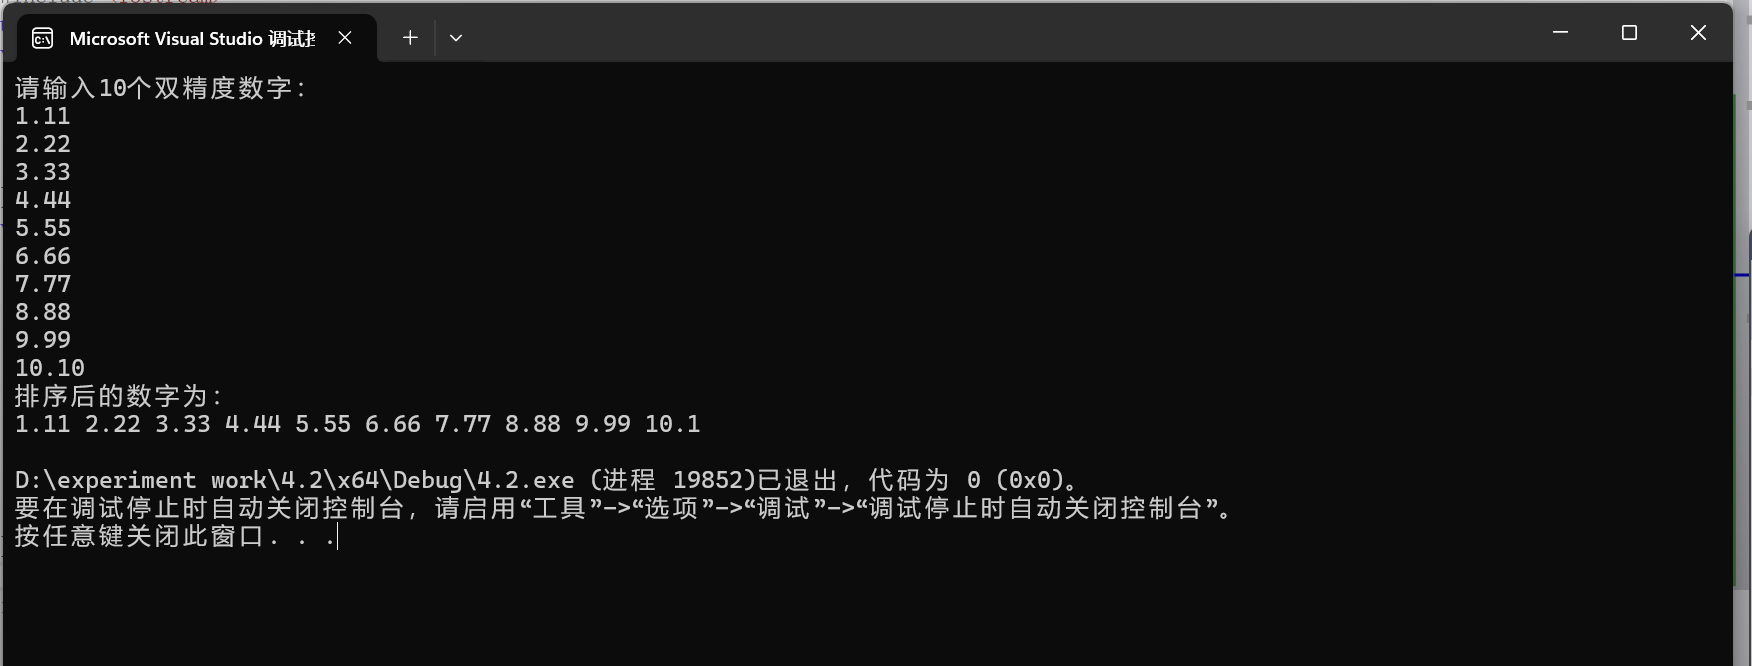 Microsoft Visual Studio 调试
请输入10个双精度数字:
1.11
2.22
3.33
4.44
5.55
6.66
7.77
8.88
9.99
10.10
排序后的数字为:
1.11 2.22 3.33 4.44 5.55 6.66 7.77 8.88 9.99 10.1
D:\experiment work\4.2\x64\Debug\4.2.exe (进程 19852)已退出，代码为 0 (0x0)。
要在调试停止时自动关闭控制台，请启用“工具”->“选项”->“调试”->“调试停止时自动关闭控制台”。
按任意键关闭此窗口. . .